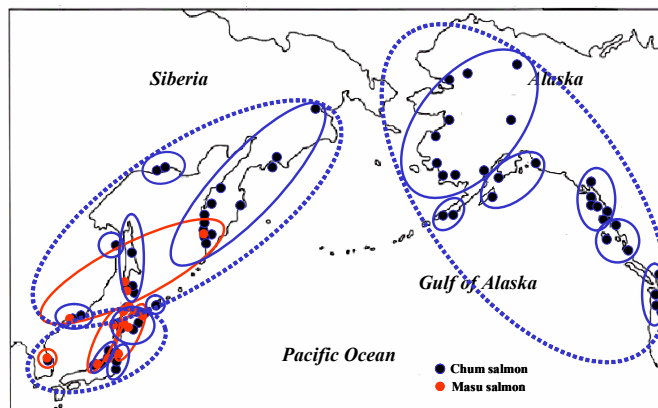 Siberia
Alaska
Gulf of Alaska
Pacific Ocean
Chum salmon
Masu salmon